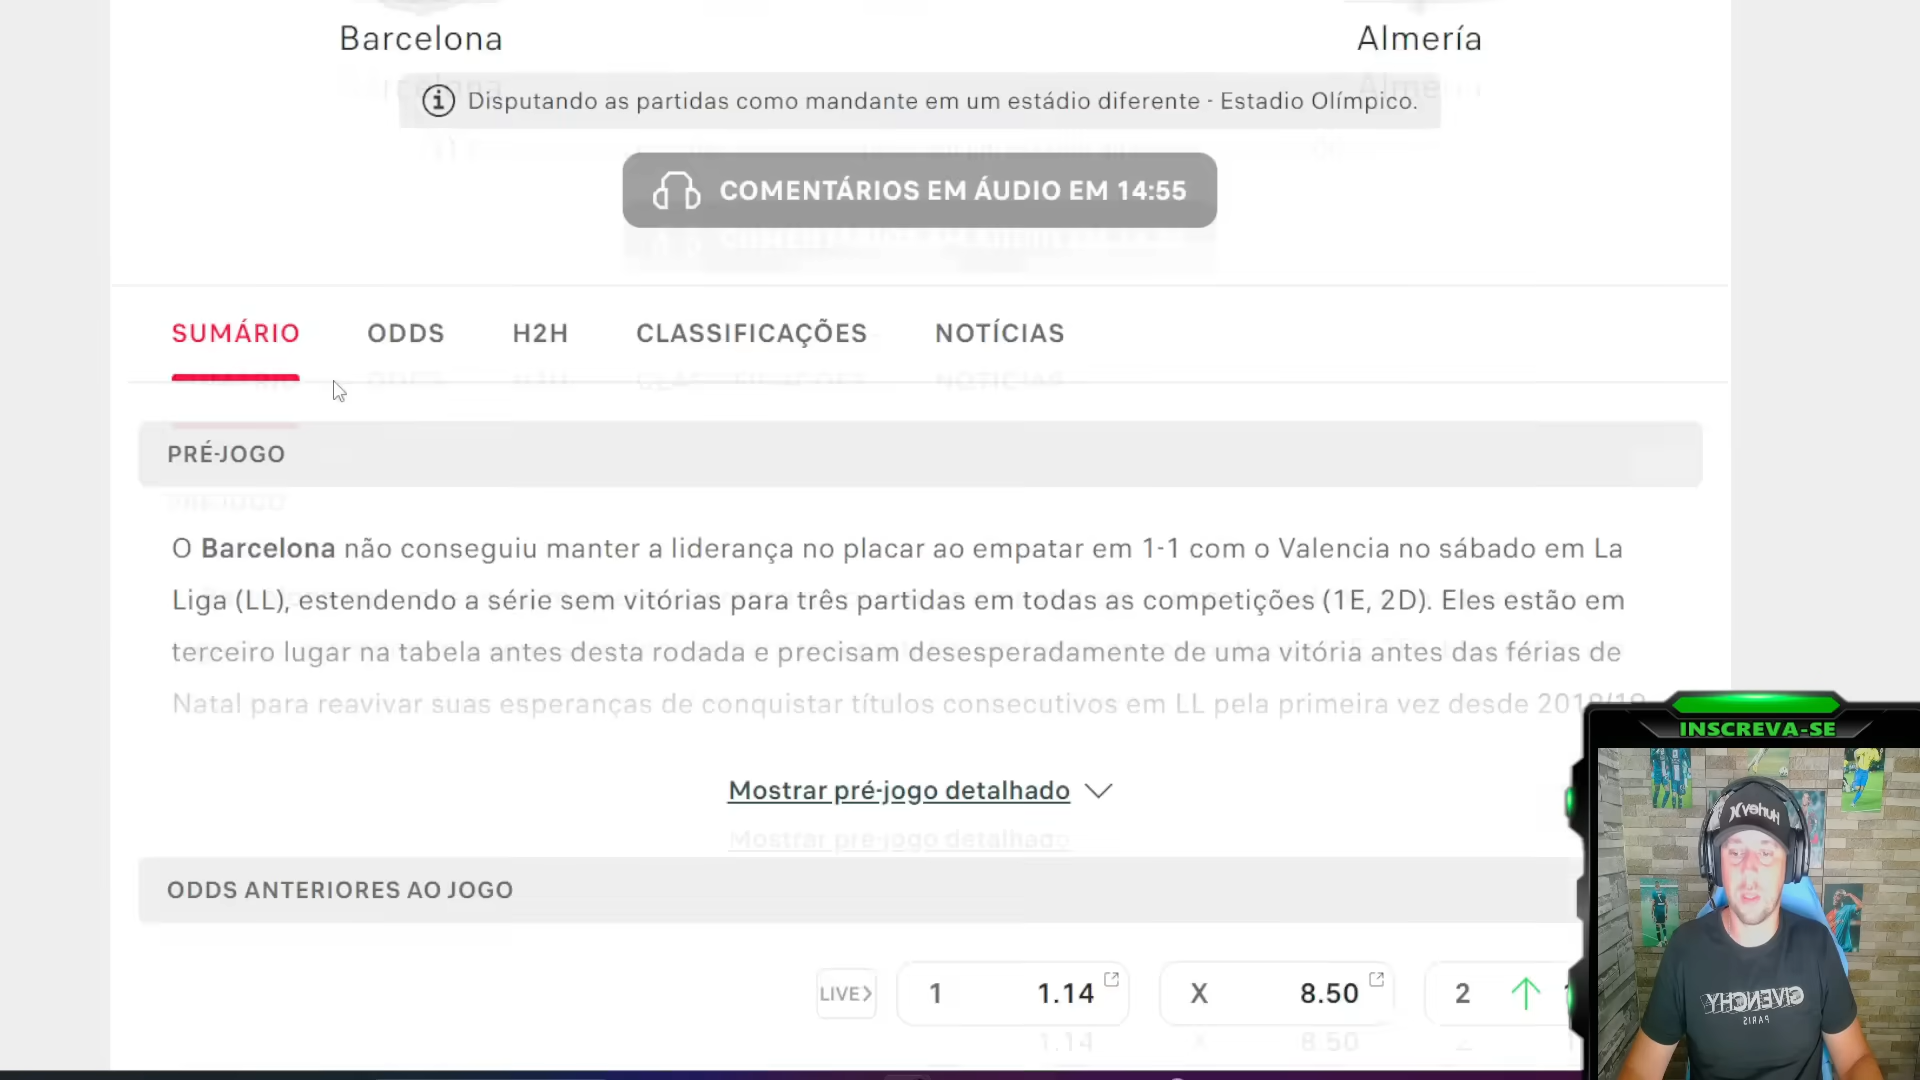 Barcelona
Almería
Disputando as partidas como mandante em um estádio diferente - Estadio Olímpico.
COMENTÁRIOS EM ÁUDIO EM 14:55
SUMÁRIO ODDS H2H CLASSIFICAÇÕES NOTÍCIAS
PRÉ-JOGO
O Barcelona não conseguiu manter a liderança no placar ao empatar em 1-1 com o Valencia no sábado em La
Liga (LL), estendendo a série sem vitórias para três partidas em todas as competições (1E, 2D). Eles estão em
terceiro lugar na tabela antes desta rodada e precisam desesperadamente de uma vitória antes das férias de
Natal para reavivar suas esperanças de conquistar títulos consecutivos em LL pela primeira vez desde 2018/19
Mostrar pré-jogo detalhado
ODDS ANTERIORES AO JOGO
LIVE 1 1.14 X 8.50 2
INSCREVA-SE
Hurley
GIVENCHY
PARIS